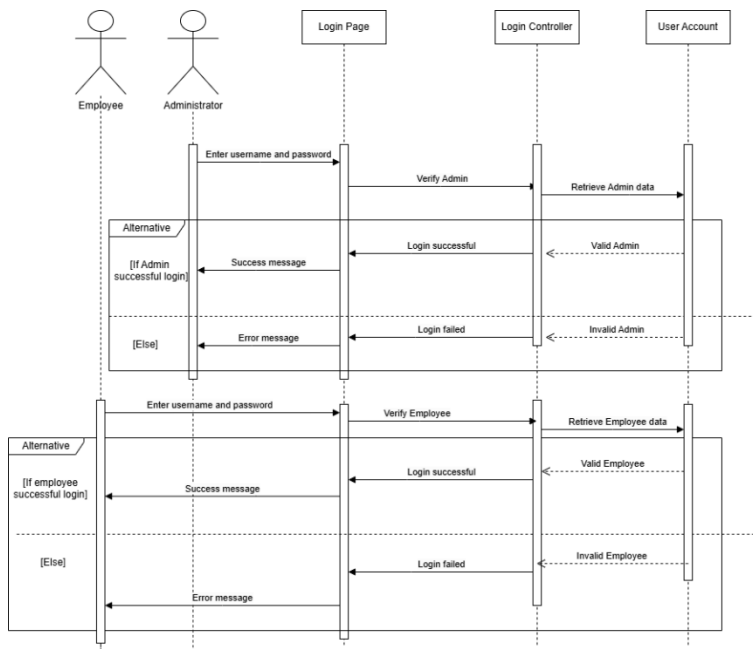 Login Page
Login Controller
User Account
Employee
Administrator
Enter username and password
Verify Admin
Retrieve Admin data
Alternative
[If Admin
successful login]
Login successful
Valid Admin
Success message
[Else]
Login failed
Invalid Admin
Error message
Enter username and password
Verify Employee
Retrieve Employee data
Alternative
[If employee
successful login]
Valid Employee
Login successful
Success message
[Else]
Invalid Employee
Login failed
Error message